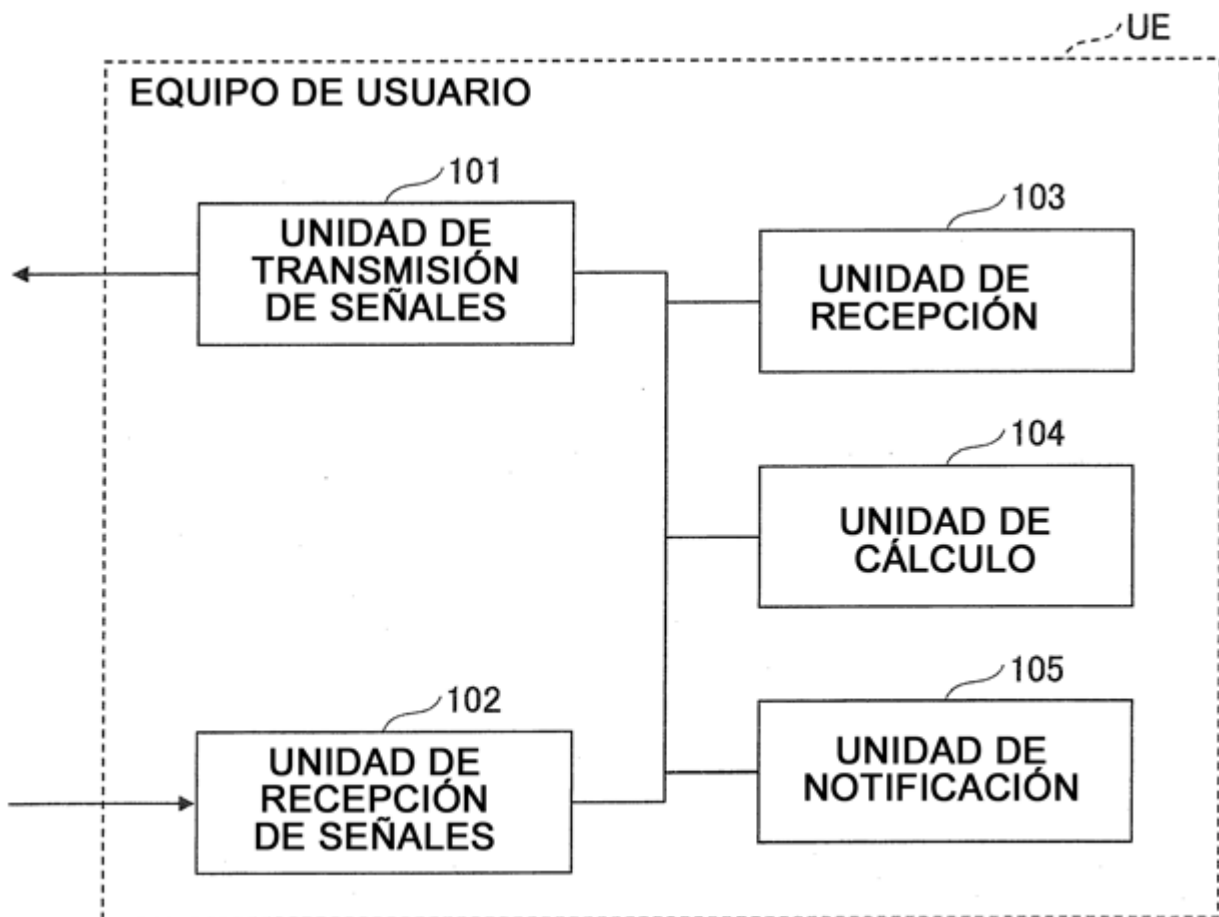 UE
EQUIPO DE USUARIO
101
UNIDAD DE
TRANSMISIÓN
DE SEÑALES
103
UNIDAD DE
RECEPCIÓN
104
UNIDAD DE
CÁLCULO
102
UNIDAD DE
RECEPCIÓN
DE SEÑALES
105
UNIDAD DE
NOTIFICACIÓN